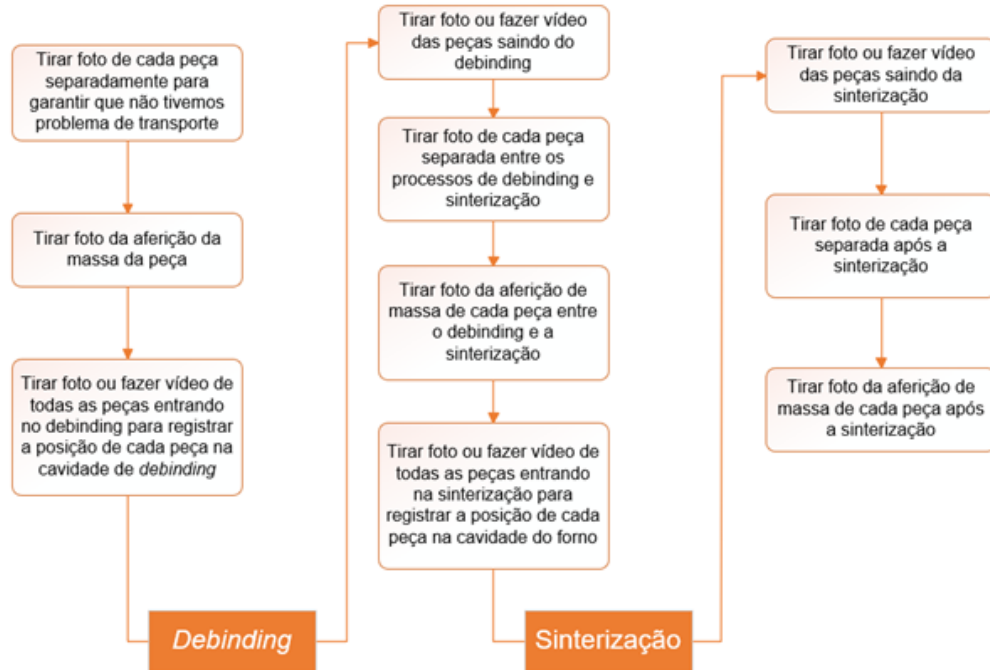 Tirar foto de cada peça
separadamente para
garantir que não tivemos
problema de transporte
Tirar foto da aferição da
massa da peça
Tirar foto ou fazer vídeo de
todas as peças entrando
no debinding para registrar
a posição de cada peça na
cavidade de debinding
Debinding
Tirar foto ou fazer vídeo
das peças saindo do
debinding
Tirar foto de cada peça
separada entre os
processos de debinding e
sinterização
Tirar foto da aferição de
massa de cada peça entre
o debinding e a
sinterização
Tirar foto ou fazer vídeo de
todas as peças entrando
na sinterização para
registrar a posição de cada
peça na cavidade do forno
Sinterização
Tirar foto ou fazer vídeo
das peças saindo da
sinterização
Tirar foto de cada peça
separada após a
sinterização
Tirar foto da aferição de
massa de cada peça após
a sinterização